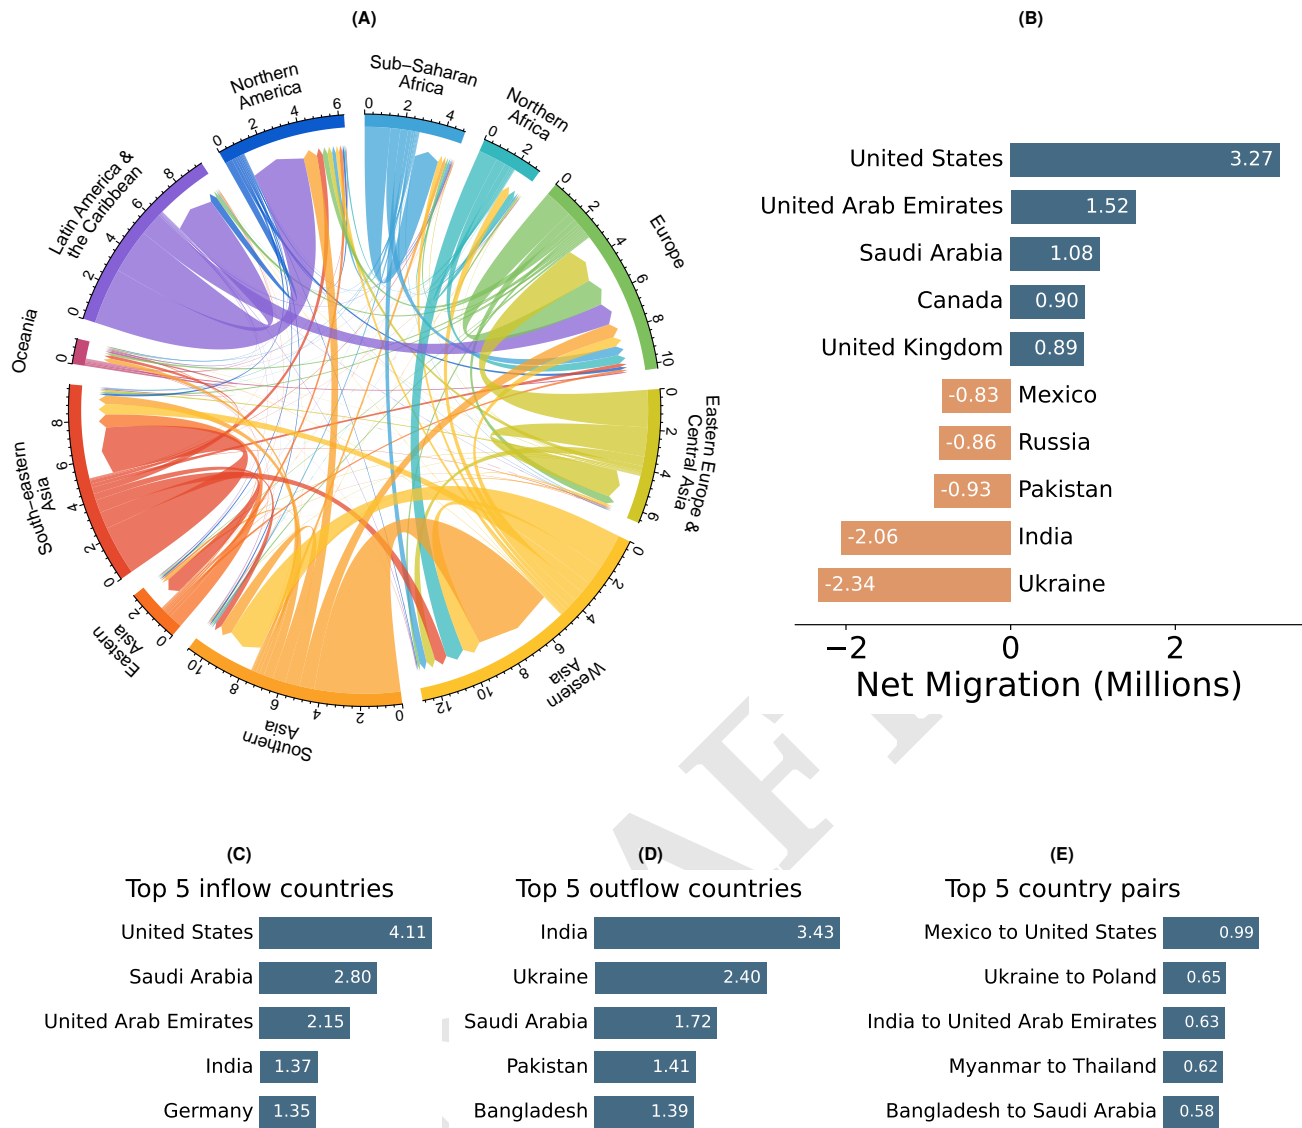 (A)
Northern
America
0 2 4 6
Sub−Saharan
Africa
0 2 4
Northern
Africa
0 2
Europe
0 2 4 6 8 10
Eastern Europe &
Central Asia
0 2 4 6
Western
Asia
0 2 4 6 8 10 12
Southern
Asia
0 2 4 6 8 10
Eastern
Asia
0 2
South−eastern
Asia
0 2 4 6 8
Oceania
0
Latin America &
the Caribbean
0 2 4 6 8
(B)
United States 3.27
United Arab Emirates 1.52
Saudi Arabia 1.08
Canada 0.90
United Kingdom 0.89
-0.83 Mexico
-0.86 Russia
-0.93 Pakistan
-2.06 India
-2.34 Ukraine
−2 0 2
Net Migration (Millions)
(C)
Top 5 inflow countries
United States 4.11
Saudi Arabia 2.80
United Arab Emirates 2.15
India 1.37
Germany 1.35
(D)
Top 5 outflow countries
India 3.43
Ukraine 2.40
Saudi Arabia 1.72
Pakistan 1.41
Bangladesh 1.39
(E)
Top 5 country pairs
Mexico to United States 0.99
Ukraine to Poland 0.65
India to United Arab Emirates 0.63
Myanmar to Thailand 0.62
Bangladesh to Saudi Arabia 0.58